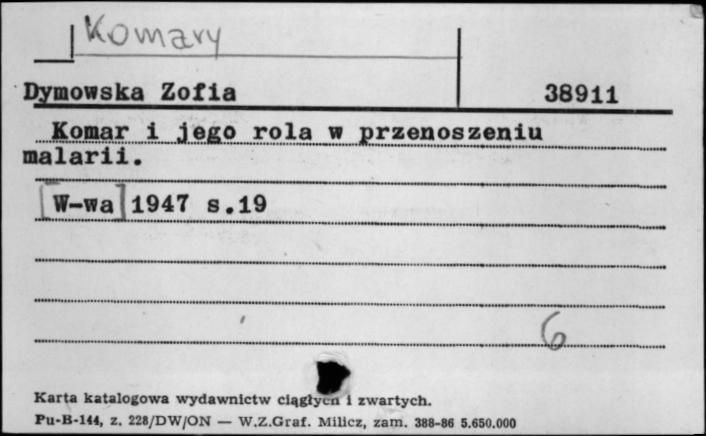 Komary
Dymowska Zofia 38911
Komar i jego rola w przenoszeniu
malarii.
[W-wa] 1947 s.19
6
Karta katalogowa wydawnictw ciągłych i zwartych.
Pu-B-144, z. 228/DW/ON — W.Z.Graf. Milicz, zam. 388-86 5.650.000